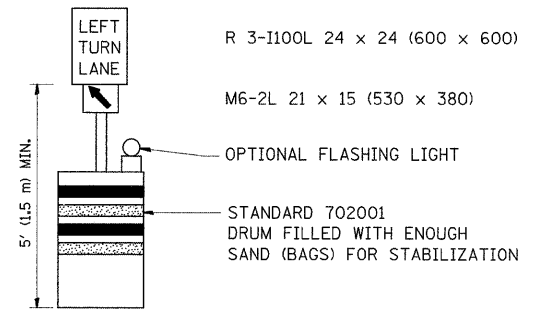 LEFT
TURN
LANE
R 3-I100L 24 x 24 (600 x 600)
M6-2L 21 x 15 (530 x 380)
5' (1.5 m) MIN.
OPTIONAL FLASHING LIGHT
STANDARD 702001
DRUM FILLED WITH ENOUGH
SAND (BAGS) FOR STABILIZATION